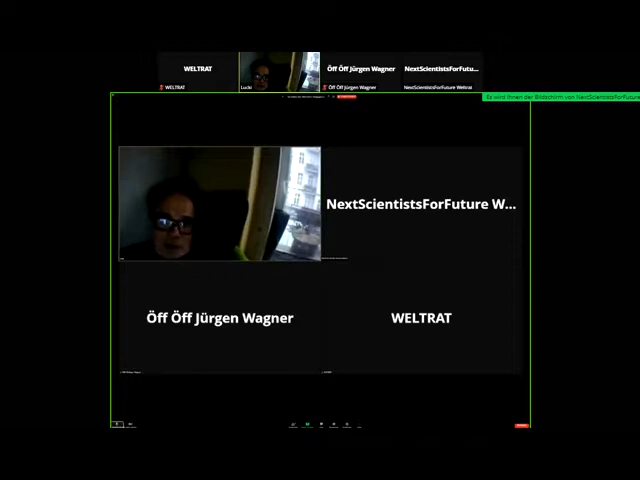 WELTRAT
Öff Öff Jürgen Wagner
NextScientistsForFutu...
WELTRAT
Lucki
Öff Öff Jürgen Wagner
NextScientistsForFuture Weltrat
Es wird Ihnen der Bildschirm von NextScientistsForFuture
NextScientistsForFuture W...
Öff Öff Jürgen Wagner
WELTRAT